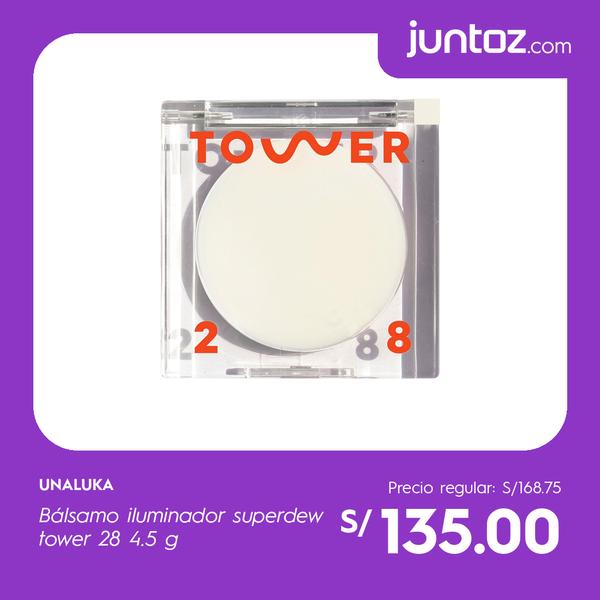 juntoz.com
TOWER
2 8
UNALUKA
Bálsamo iluminador superdew
tower 28 4.5 g
Precio regular: S/168.75
S/135.00